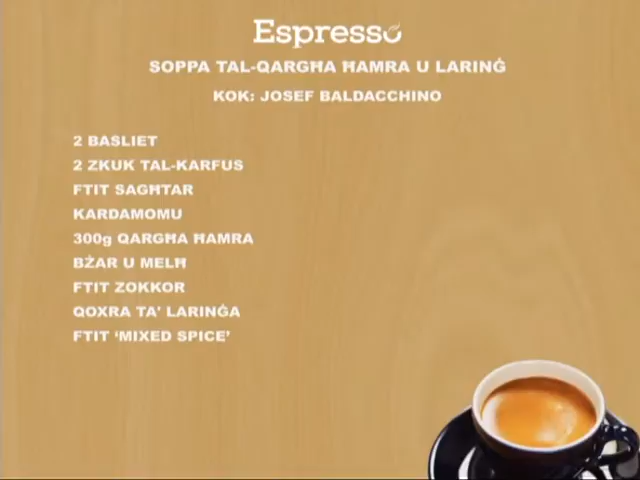 Espresso
SOPPA TAL-QARGĦA ĦAMRA U LARINĠ
KOK: JOSEF BALDACCHINO
2 BASLIET
2 ZKUK TAL-KARFUS
FTIT SAGĦTAR
KARDAMOMU
300g QARGĦA ĦAMRA
BŻAR U MELĦ
FTIT ZOKKOR
QOXRA TA' LARINĠA
FTIT ‘MIXED SPICE’